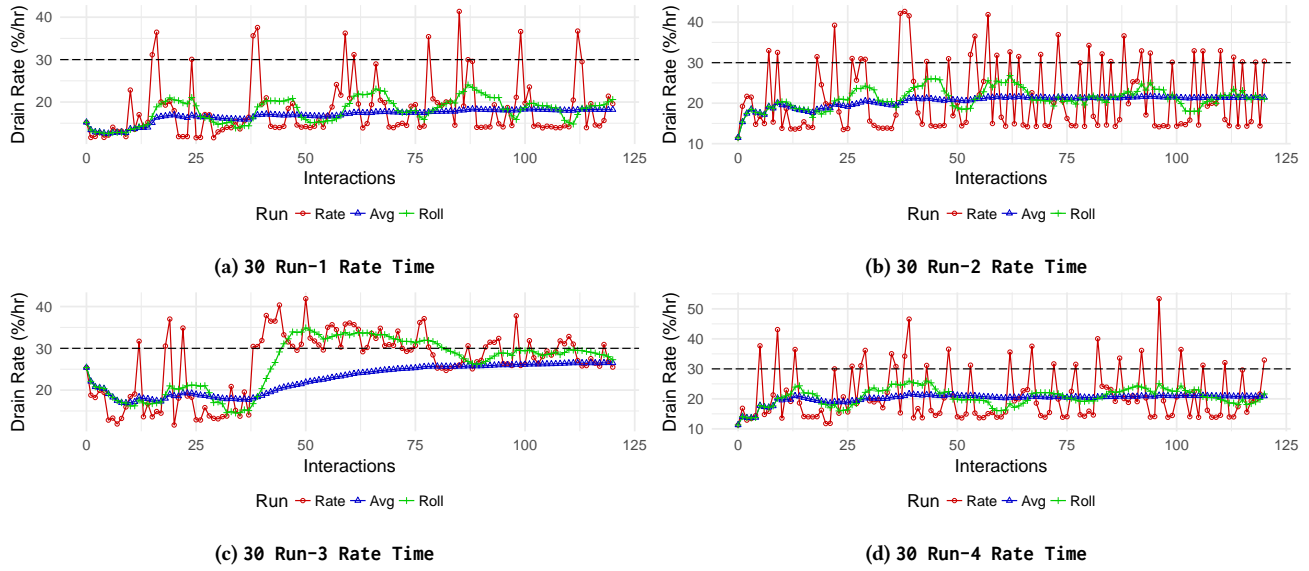 Drain Rate (%/hr)
40
30
20
0 25 50 75 100 125
Interactions
Run Rate Avg Roll
(a) 30 Run-1 Rate Time
Drain Rate (%/hr)
40
30
20
10
0 25 50 75 100 125
Interactions
Run Rate Avg Roll
(b) 30 Run-2 Rate Time
Drain Rate (%/hr)
40
30
20
0 25 50 75 100 125
Interactions
Run Rate Avg Roll
(c) 30 Run-3 Rate Time
Drain Rate (%/hr)
50
40
30
20
10
0 25 50 75 100 125
Interactions
Run Rate Avg Roll
(d) 30 Run-4 Rate Time